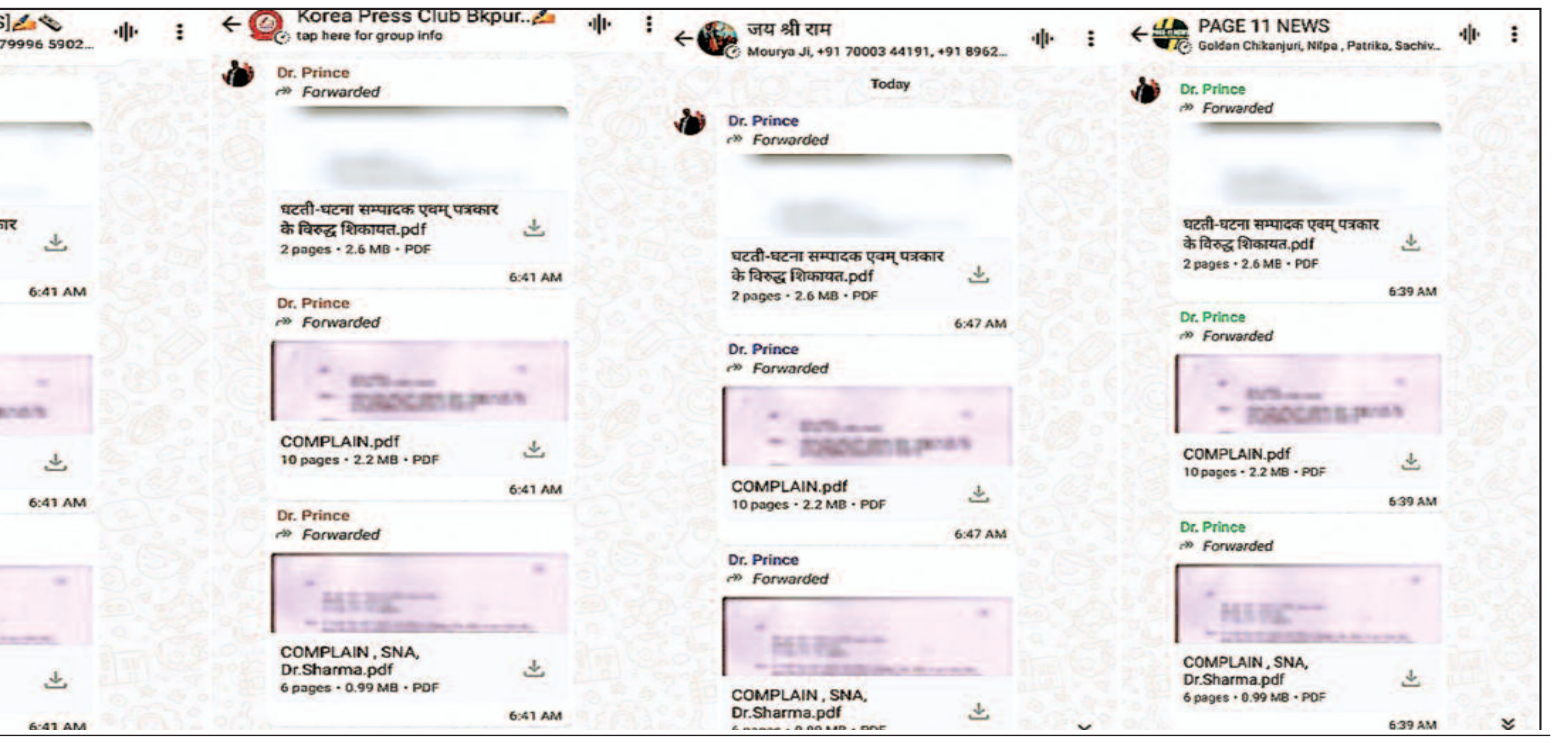 S]✍️
79996 5902...
कार
6:41 AM
6:41 AM
6:41 AM
Korea Press Club Bkpur..✍️
tap here for group info
Dr. Prince
Forwarded
घटती-घटना सम्पादक एवम् पत्रकार
के विरुद्ध शिकायत.pdf
2 pages • 2.6 MB • PDF
6:41 AM
Dr. Prince
Forwarded
COMPLAIN.pdf
10 pages • 2.2 MB • PDF
6:41 AM
Dr. Prince
Forwarded
COMPLAIN , SNA,
Dr.Sharma.pdf
6 pages • 0.99 MB • PDF
6:41 AM
जय श्री राम
Mourya Ji, +91 70003 44191, +91 8962...
Today
Dr. Prince
Forwarded
घटती-घटना सम्पादक एवम् पत्रकार
के विरुद्ध शिकायत.pdf
2 pages • 2.6 MB • PDF
6:47 AM
Dr. Prince
Forwarded
COMPLAIN.pdf
10 pages • 2.2 MB • PDF
6:47 AM
Dr. Prince
Forwarded
COMPLAIN , SNA,
Dr.Sharma.pdf
6 pages • 0.99 MB • PDF
PAGE 11 NEWS
Goldan Chikanjuri, Nilpa , Patrika, Sachiv...
Dr. Prince
Forwarded
घटती-घटना सम्पादक एवम् पत्रकार
के विरुद्ध शिकायत.pdf
2 pages • 2.6 MB • PDF
6:39 AM
Dr. Prince
Forwarded
COMPLAIN.pdf
10 pages • 2.2 MB • PDF
6:39 AM
Dr. Prince
Forwarded
COMPLAIN , SNA,
Dr.Sharma.pdf
6 pages • 0.99 MB • PDF
6:39 AM